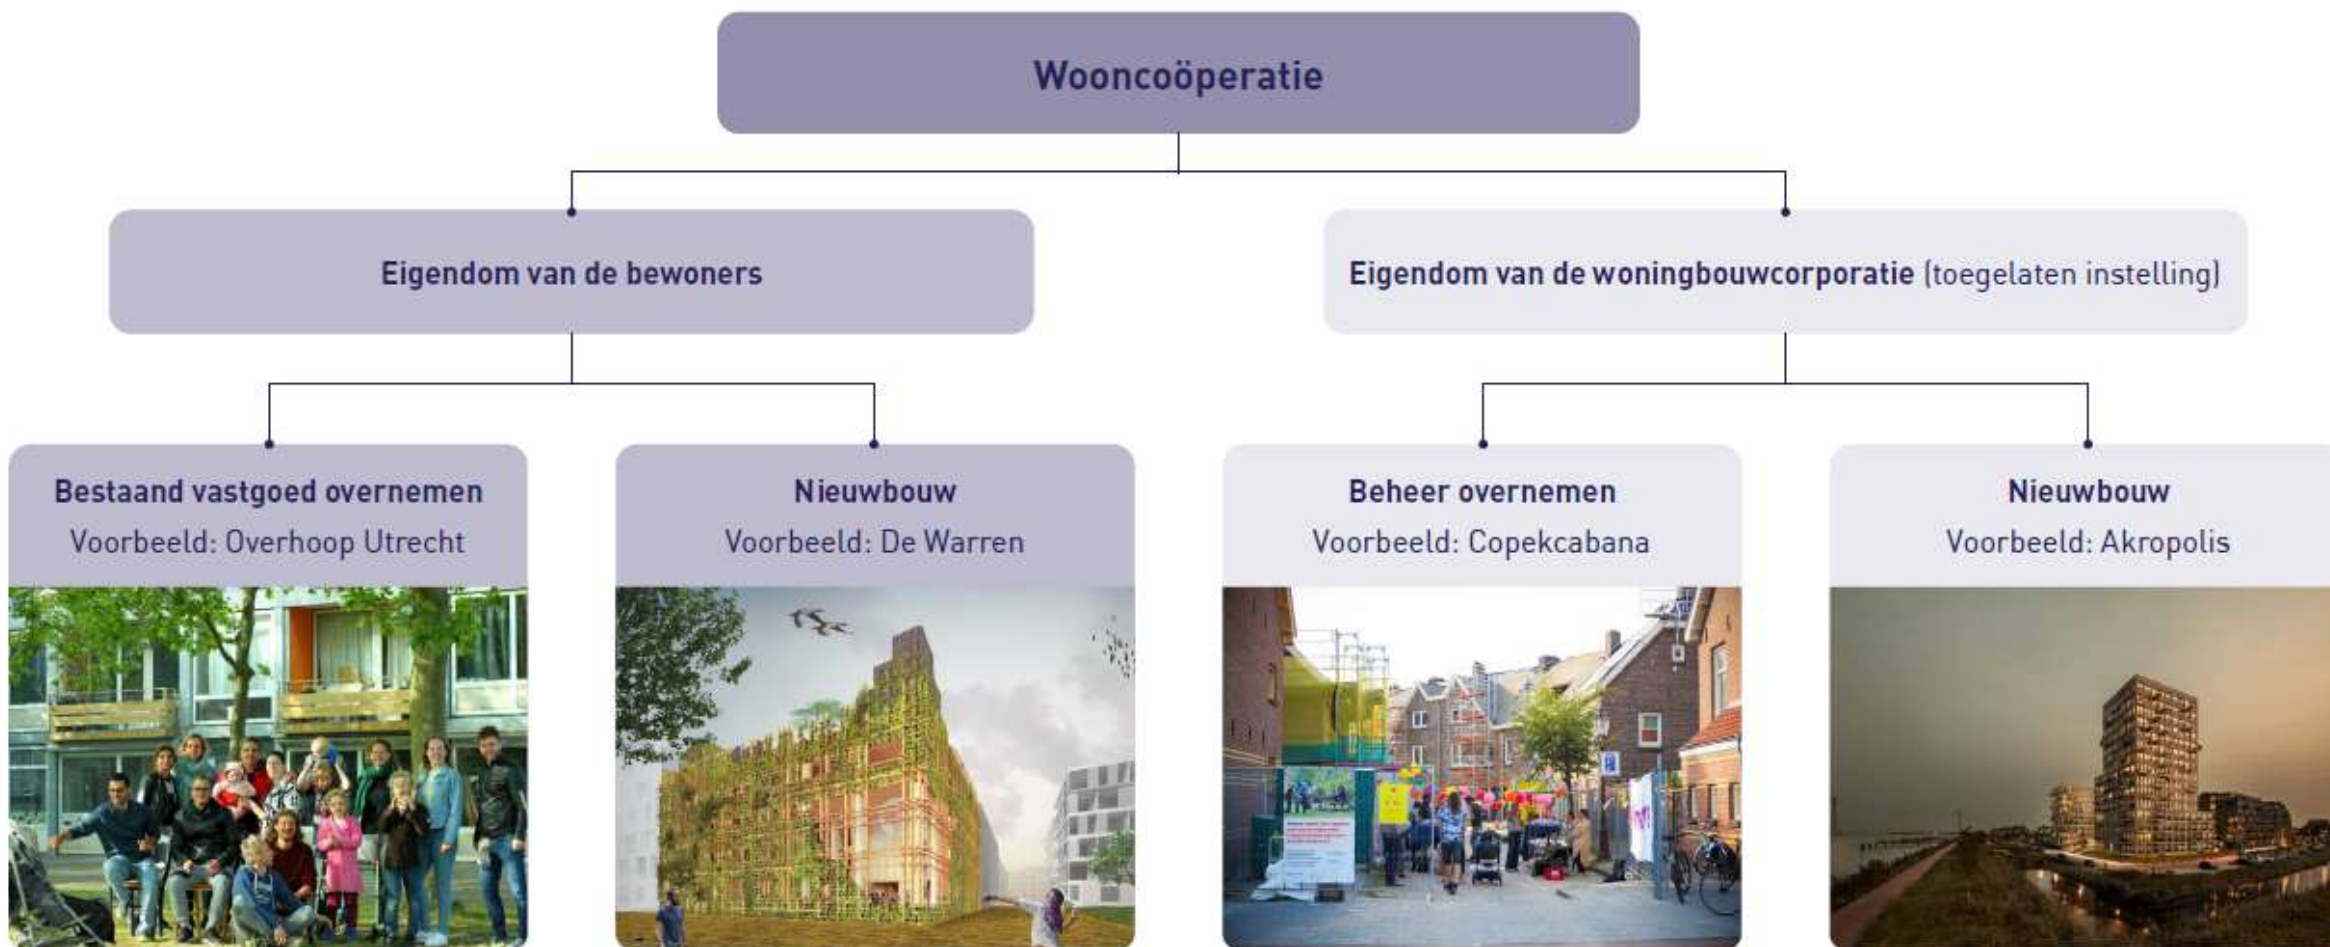 Wooncoöperatie
Eigendom van de bewoners
Eigendom van de woningbouwcorporatie (toegelaten instelling)
Bestaand vastgoed overnemen
Voorbeeld: Overhoop Utrecht
Nieuwbouw
Voorbeeld: De Warren
Beheer overnemen
Voorbeeld: Copekcabana
Nieuwbouw
Voorbeeld: Akropolis